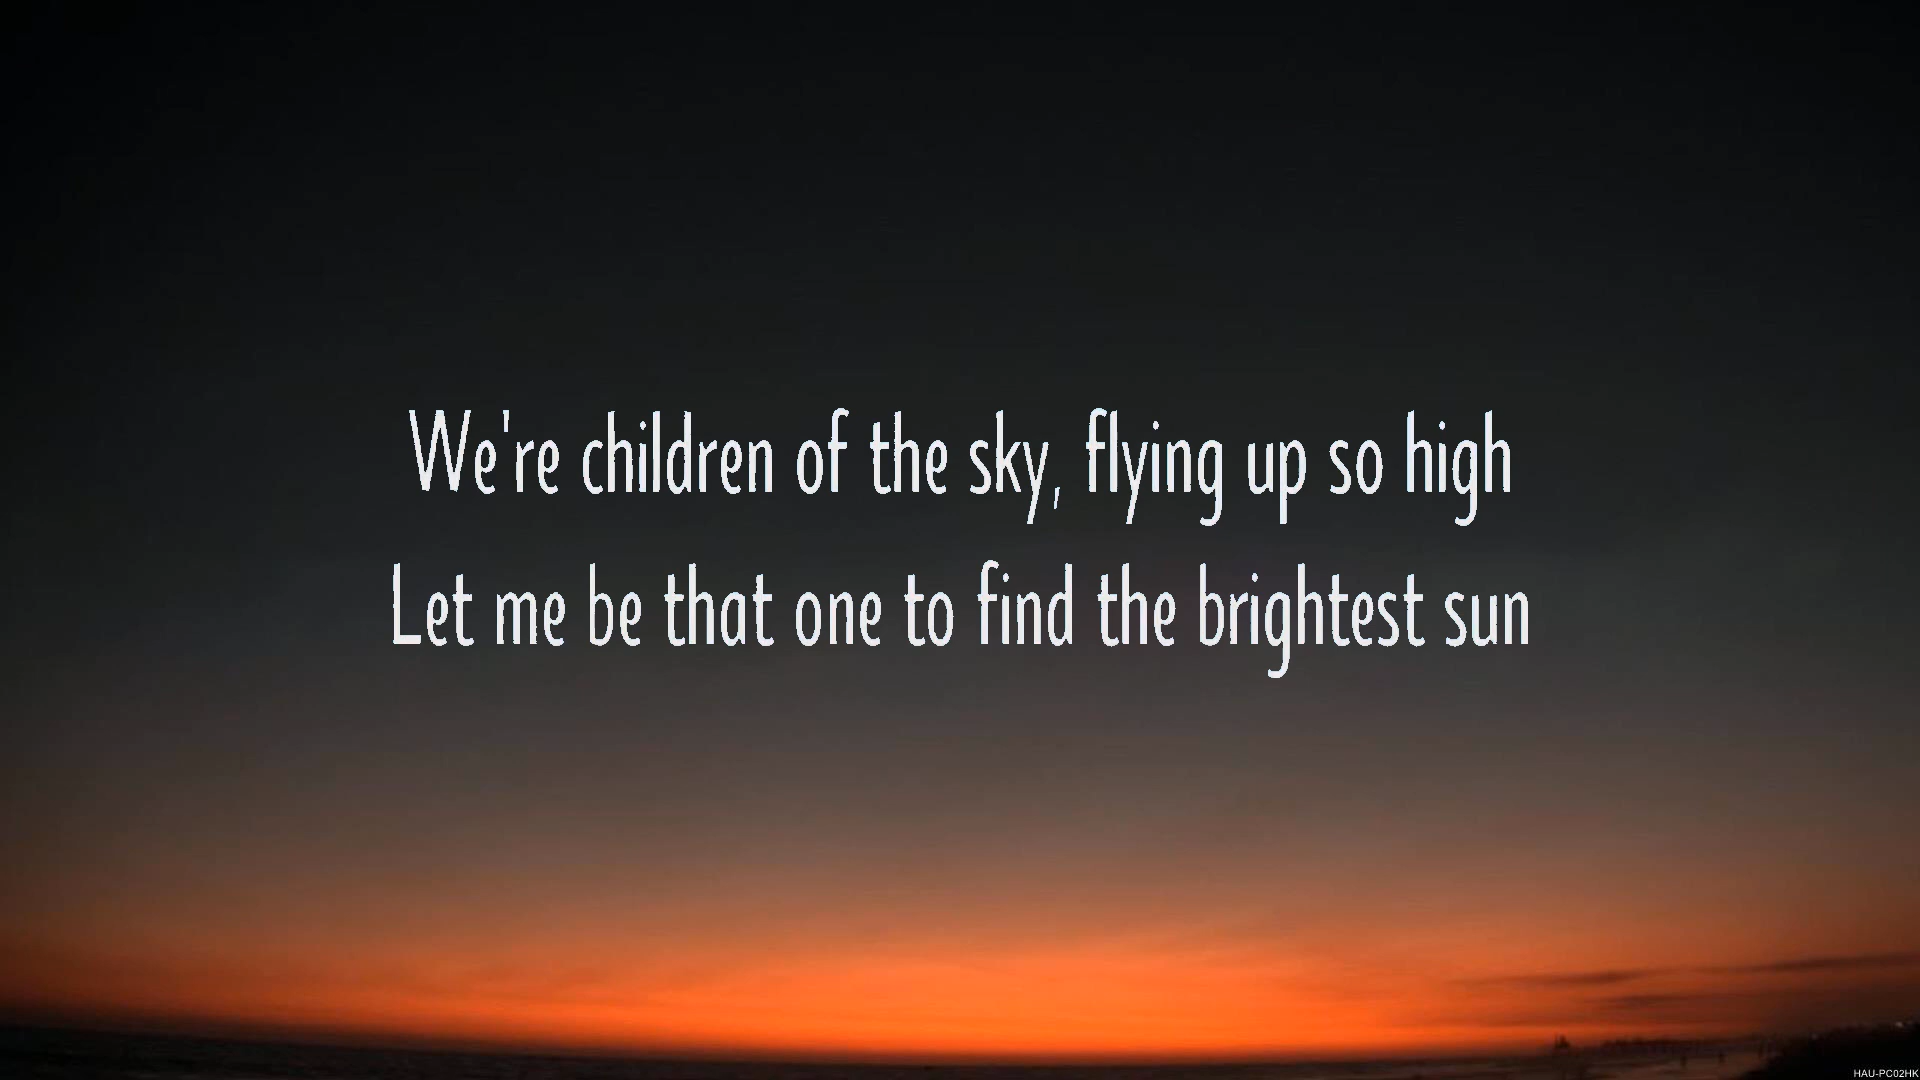 We're children of the sky, flying up so high
Let me be that one to find the brightest sun
HAU-PC02HK